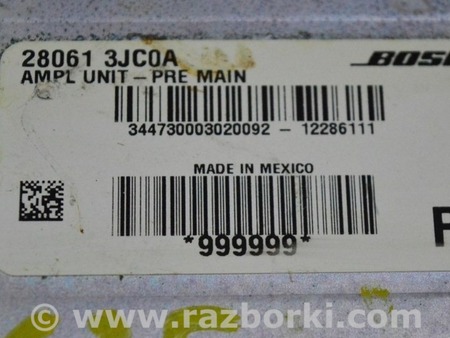 28061 3JC0A
AMPL UNIT – PRE MAIN
344730003020092 – 12286111
MADE IN MEXICO
*999999*
© www.razborki.com